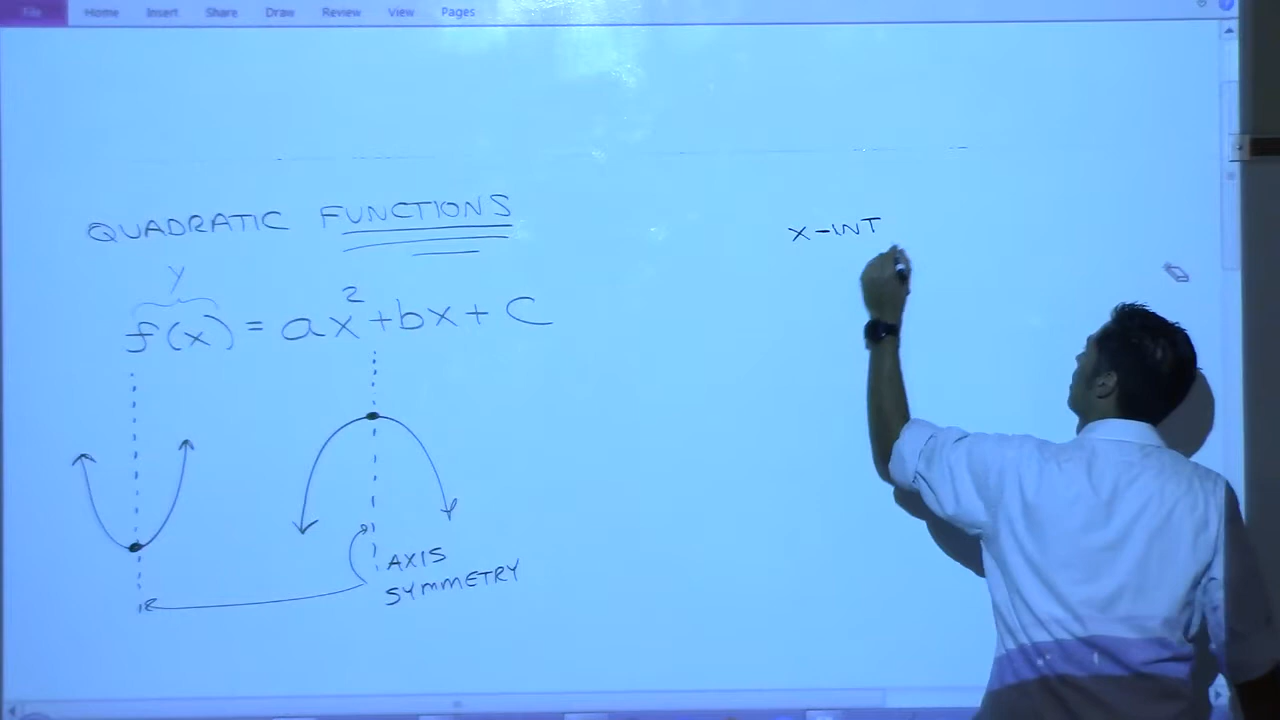 File Home Insert Share Draw Review View Pages
QUADRATIC FUNCTIONS
y
f(x) = ax²+bx+c
AXIS
SYMMETRY
X-INT